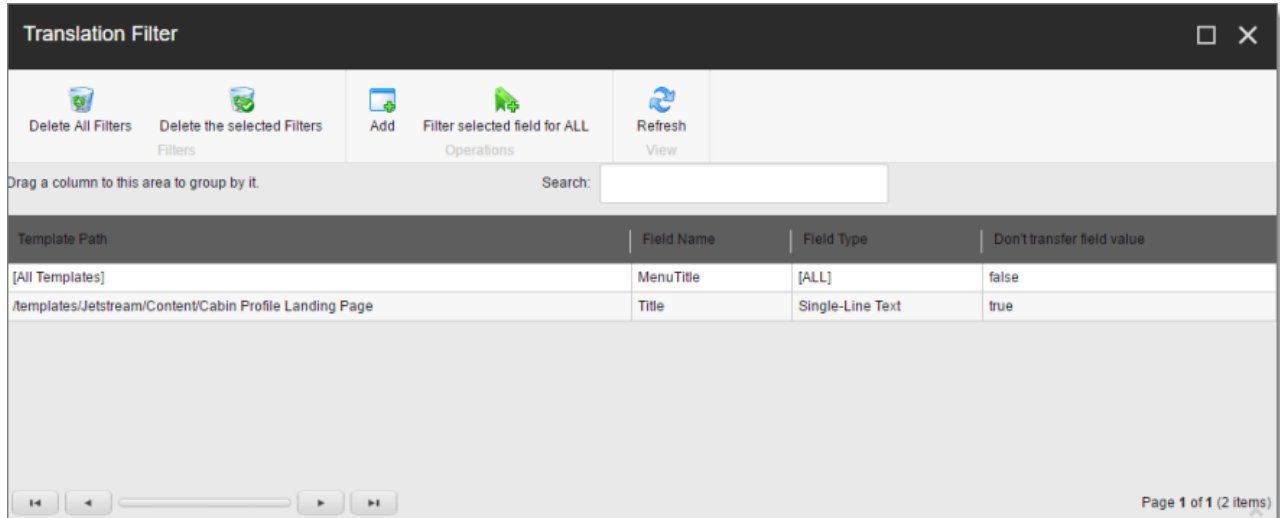 Translation Filter
Delete All Filters Delete the selected Filters Add Filter selected field for ALL Refresh
Filters Operations View
Drag a column to this area to group by it. Search:
Template Path Field Name Field Type Don't transfer field value
[All Templates] MenuTitle [ALL] false
/templates/Jetstream/Content/Cabin Profile Landing Page Title Single-Line Text true
Page 1 of 1 (2 items)